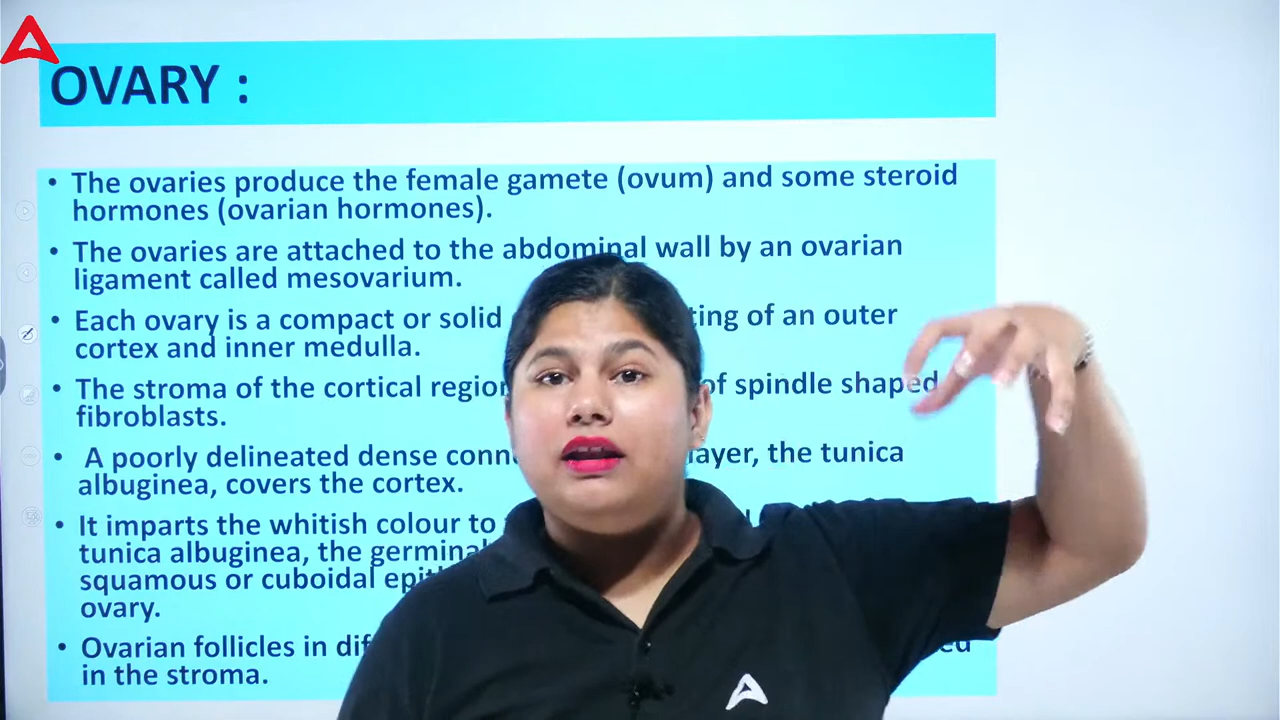 OVARY :
• The ovaries produce the female gamete (ovum) and some steroid
hormones (ovarian hormones).
• The ovaries are attached to the abdominal wall by an ovarian
ligament called mesovarium.
• Each ovary is a compact or solid ting of an outer
cortex and inner medulla.
• The stroma of the cortical region of spindle shaped
fibroblasts.
• A poorly delineated dense layer, the tunica
albuginea, covers the cortex.
• It imparts the whitish colour to
tunica albuginea, the germinal
squamous or cuboidal
ovary.
• Ovarian follicles in
in the stroma.